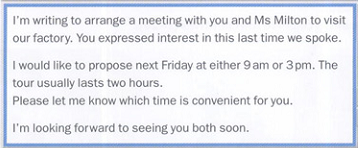 I'm writing to arrange a meeting with you and Ms Milton to visit
our factory. You expressed interest in this last time we spoke.
I would like to propose next Friday at either 9 am or 3 pm. The
tour usually lasts two hours.
Please let me know which time is convenient for you.
I'm looking forward to seeing you both soon.